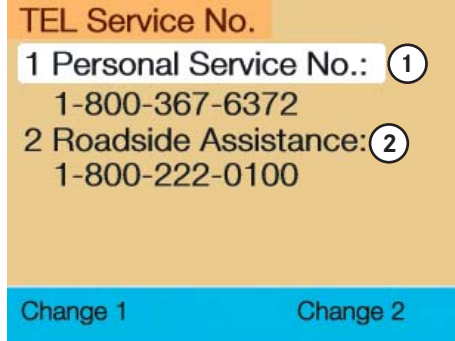 TEL Service No.
1 Personal Service No.: 1
1-800-367-6372
2 Roadside Assistance: 2
1-800-222-0100
Change 1 Change 2